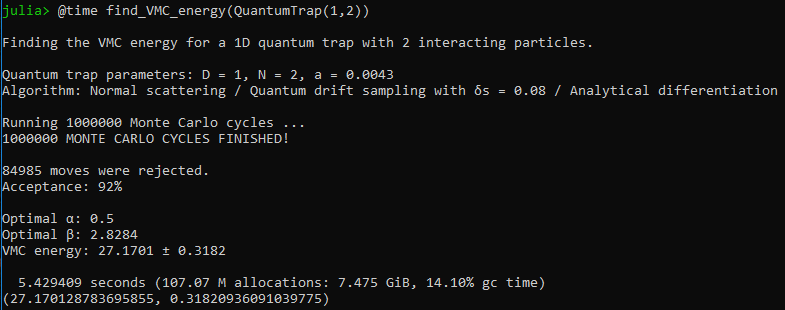 julia> @time find_VMC_energy(QuantumTrap(1,2))
Finding the VMC energy for a 1D quantum trap with 2 interacting particles.
Quantum trap parameters: D = 1, N = 2, a = 0.0043
Algorithm: Normal scattering / Quantum drift sampling with δs = 0.08 / Analytical differentiation
Running 1000000 Monte Carlo cycles ...
1000000 MONTE CARLO CYCLES FINISHED!
84985 moves were rejected.
Acceptance: 92%
Optimal α: 0.5
Optimal β: 2.8284
VMC energy: 27.1701 ± 0.3182
5.429409 seconds (107.07 M allocations: 7.475 GiB, 14.10% gc time)
(27.170128783695855, 0.31820936091039775)